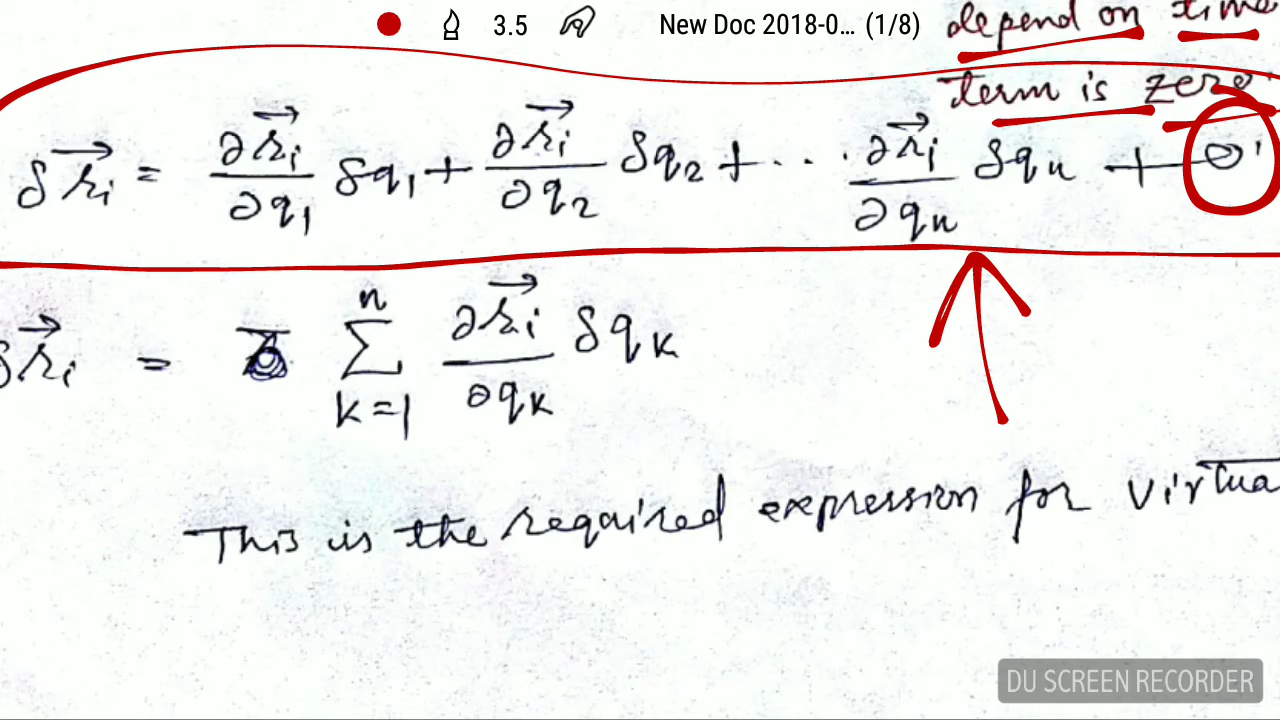 3.5 New Doc 2018-0... (1/8)
depend on time
term is zero
δr⃗ᵢ = ∂r⃗ᵢ/∂q₁ δq₁ + ∂r⃗ᵢ/∂q₂ δq₂ + ... ∂r⃗ᵢ/∂qₙ δqₙ + 0
δr⃗ᵢ = ∑ₖ₌₁ⁿ ∂r⃗ᵢ/∂qₖ δqₖ
This is the required expression for virtua
DU SCREEN RECORDER